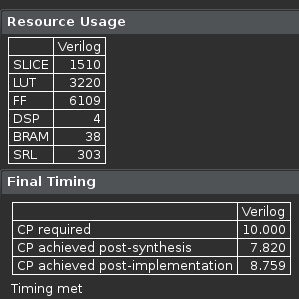 Resource Usage
Verilog
SLICE 1510
LUT 3220
FF 6109
DSP 4
BRAM 38
SRL 303
Final Timing
Verilog
CP required 10.000
CP achieved post-synthesis 7.820
CP achieved post-implementation 8.759
Timing met